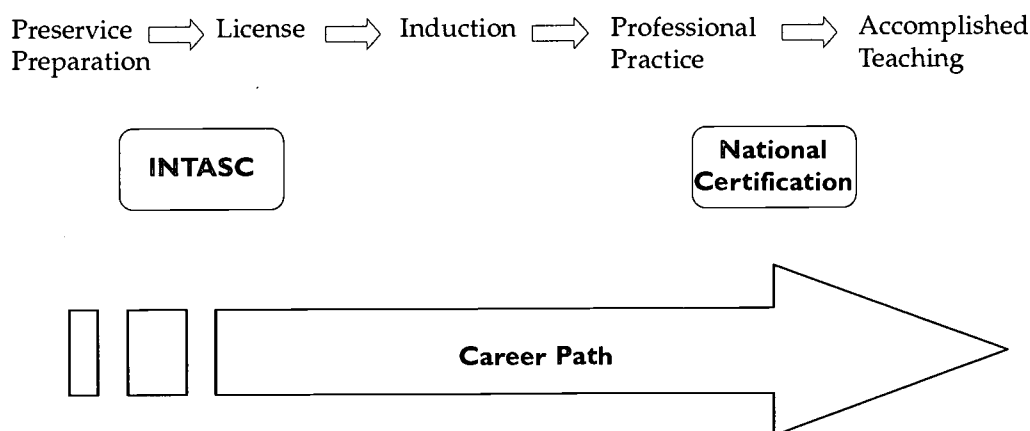 Preservice License Induction Professional Accomplished
Preparation Practice Teaching
INTASC
National
Certification
Career Path